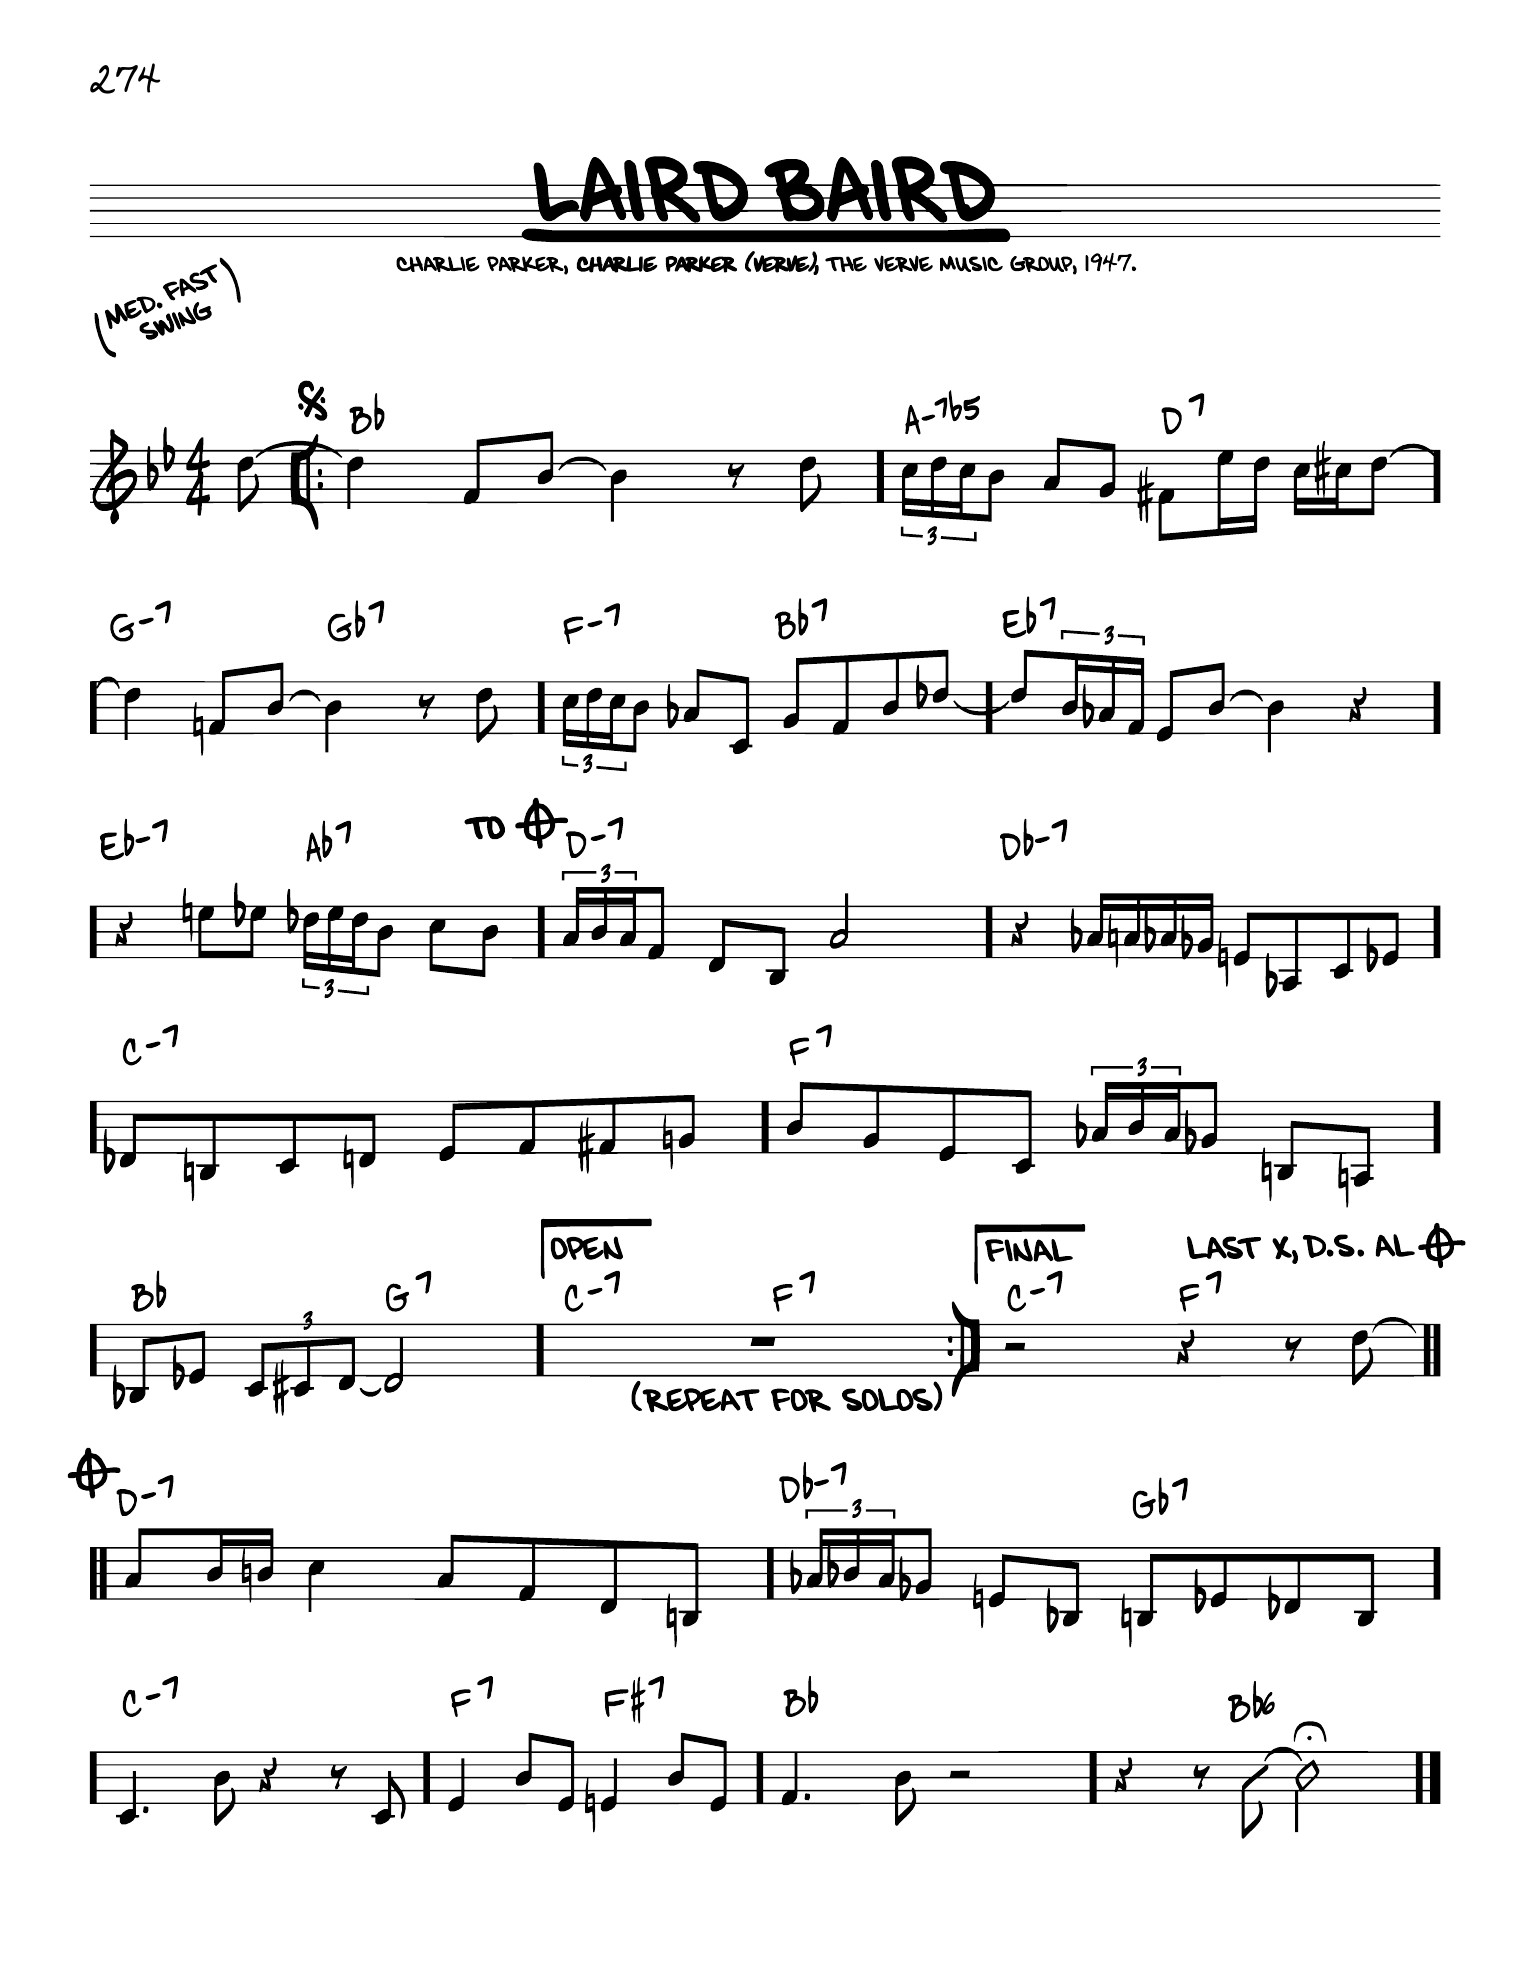 274
LAIRD BAIRD
CHARLIE PARKER, CHARLIE PARKER (VERVE), THE VERVE MUSIC GROUP, 1947.
(MED. FAST
SWING)
Bb A-7b5 D7
3
G-7 Gb7 F-7 Bb7 Eb7
3 3
Eb-7 Ab7 TO D-7 Db-7
3 3
C-7 F7
3
OPEN FINAL LAST X, D.S. AL
Bb G7 C-7 F7 C-7 F7
3
(REPEAT FOR SOLOS)
D-7 Db-7 Gb7
3
C-7 F7 F#7 Bb Bb6